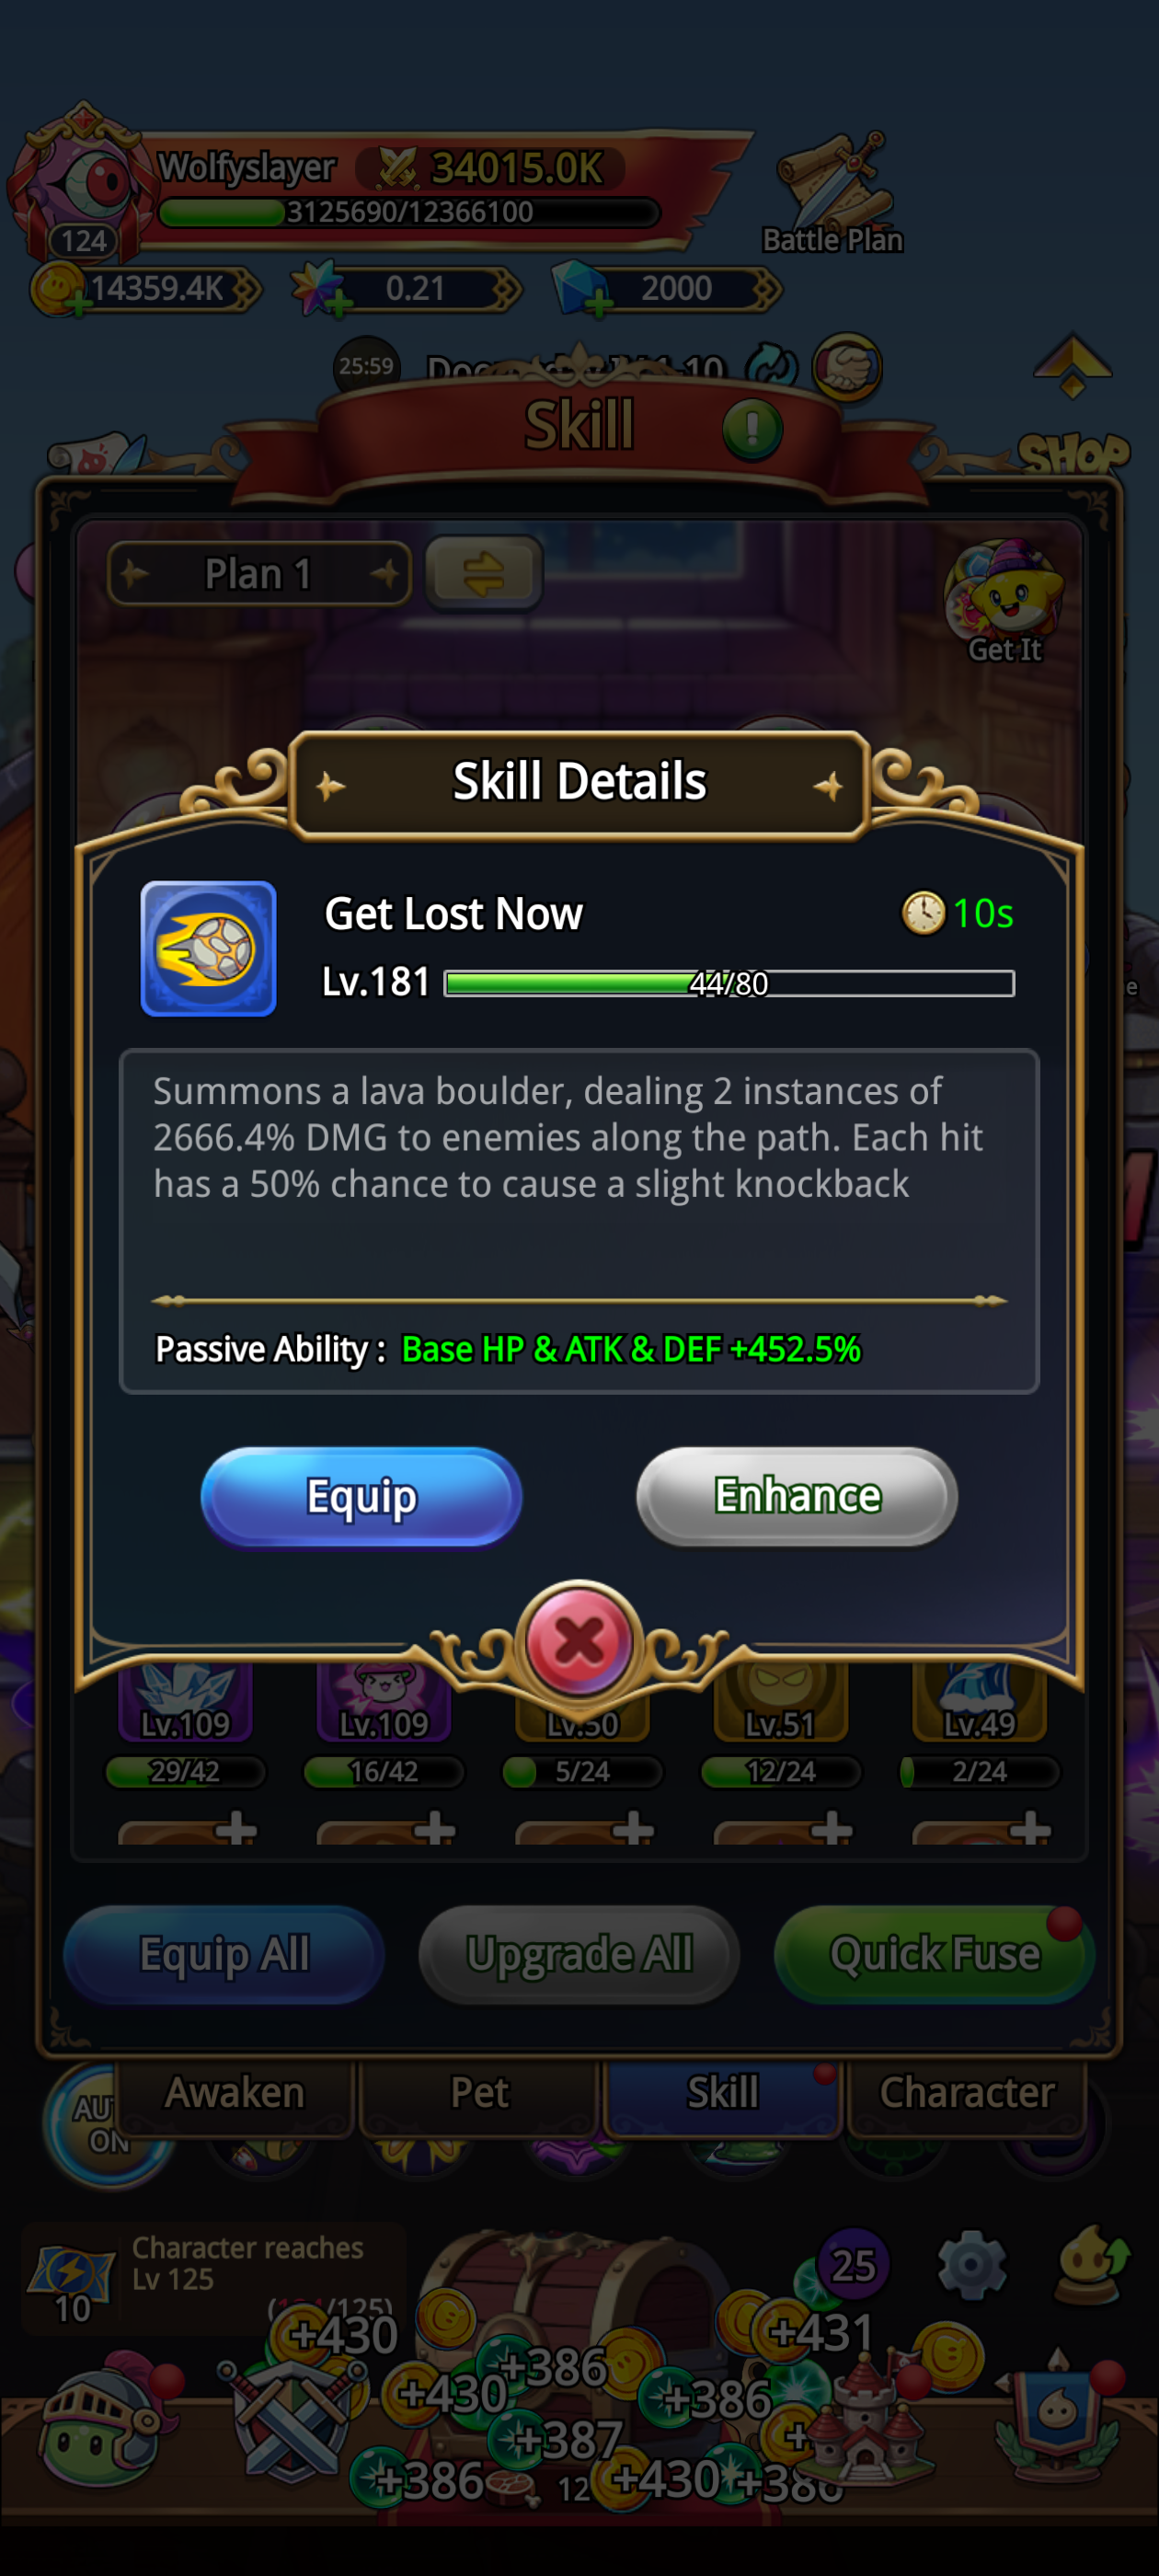 Wolfyslayer
34015.0K
3125690/12366100
124
Battle Plan
14359.4K
0.21
2000
25:59
Skill
SHOP
Plan 1
Get It
Skill Details
Get Lost Now
10s
Lv.181
44/80
Summons a lava boulder, dealing 2 instances of
2666.4% DMG to enemies along the path. Each hit
has a 50% chance to cause a slight knockback
Passive Ability : Base HP & ATK & DEF +452.5%
Equip
Enhance
Lv.109
Lv.109
Lv.50
Lv.51
Lv.49
29/42
16/42
5/24
12/24
2/24
Equip All
Upgrade All
Quick Fuse
Awaken
Pet
Skill
Character
ON
Character reaches
Lv 125
10
25
+430
+431
+386
+430
+386
+387
+386
12
+430
+386